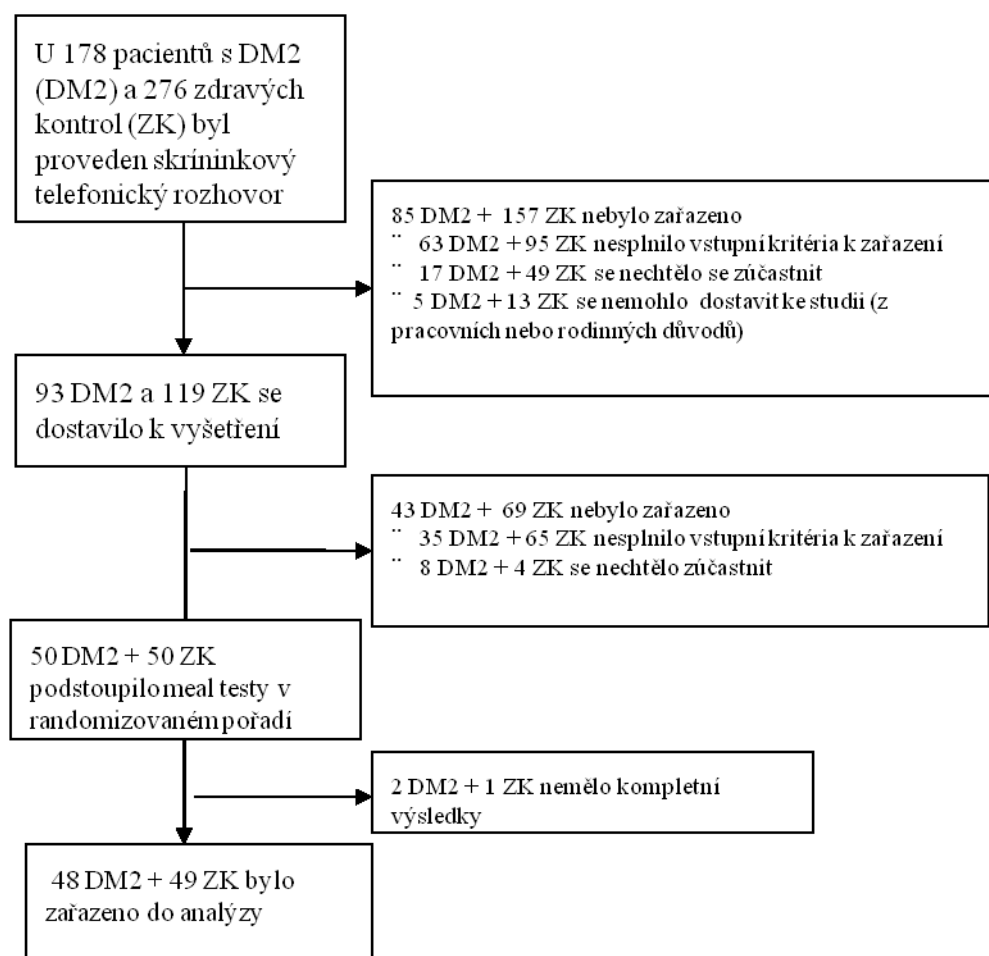 U 178 pacientů s DM2
(DM2) a 276 zdravých
kontrol (ZK) byl
proveden skríninkový
telefonický rozhovor
85 DM2 + 157 ZK nebylo zařazeno
¨ 63 DM2 + 95 ZK nesplnilo vstupní kritéria k zařazení
¨ 17 DM2 + 49 ZK se nechtělo se zúčastnit
¨ 5 DM2 + 13 ZK se nemohlo dostavit ke studii (z
pracovních nebo rodinných důvodů)
93 DM2 a 119 ZK se
dostavilo k vyšetření
43 DM2 + 69 ZK nebylo zařazeno
¨ 35 DM2 + 65 ZK nesplnilo vstupní kritéria k zařazení
¨ 8 DM2 + 4 ZK se nechtělo zúčastnit
50 DM2 + 50 ZK
podstoupilo meal testy v
randomizovaném pořadí
2 DM2 + 1 ZK nemělo kompletní
výsledky
48 DM2 + 49 ZK bylo
zařazeno do analýzy